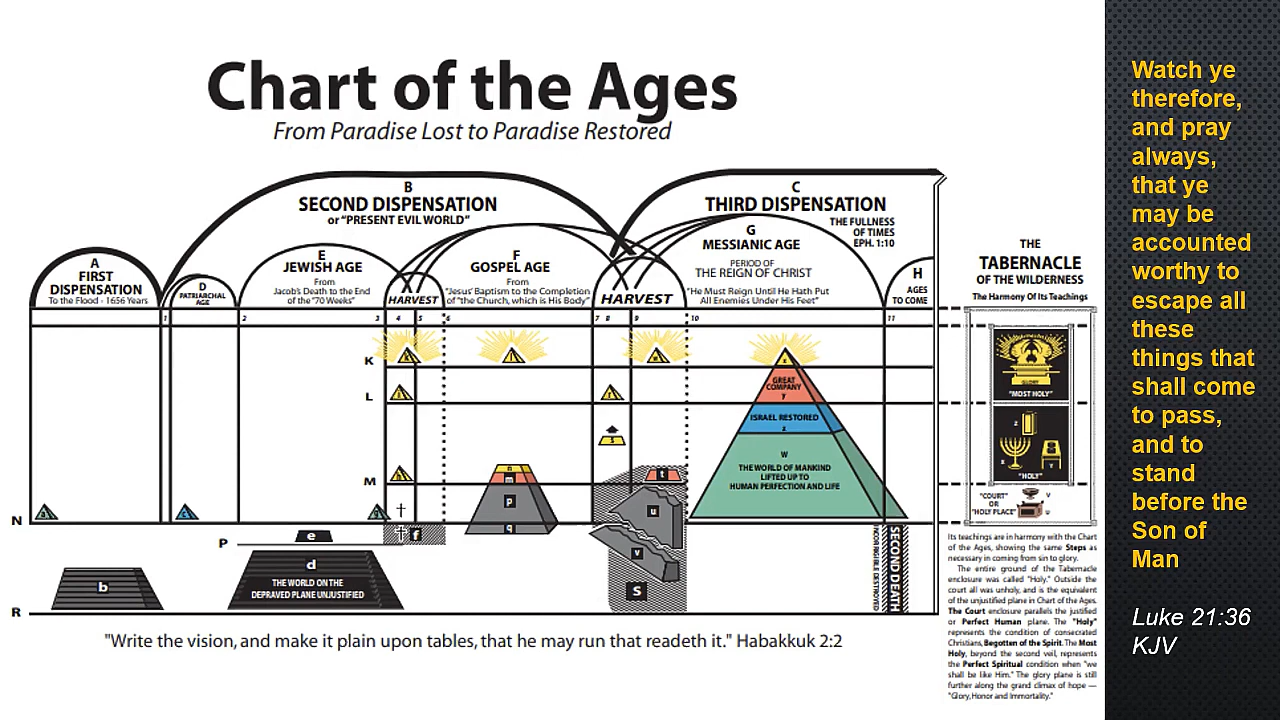 Chart of the Ages
From Paradise Lost to Paradise Restored
B
SECOND DISPENSATION
or “PRESENT EVIL WORLD”
C
THIRD DISPENSATION
THE FULLNESS
OF TIMES
EPH. 1:10
A
FIRST
DISPENSATION
To the Flood - 1656 Years
D
PATRIARCHAL
AGE
E
JEWISH AGE
From
Jacob’s Death to the End
of the “70 Weeks”
HARVEST
F
GOSPEL AGE
From
“Jesus’ Baptism to the Completion
of “the Church, which is His Body”
HARVEST
G
MESSIANIC AGE
PERIOD OF
THE REIGN OF CHRIST
“He Must Reign Until He Hath Put
All Enemies Under His Feet”
H
AGES
TO COME
1 2 3 4 5 6 7 8 9 10 11
K
L
M
N
P
R
GREAT
COMPANY
y
ISRAEL RESTORED
z
W
THE WORLD OF MANKIND
LIFTED UP TO
HUMAN PERFECTION AND LIFE
n
m
p
q
r
s
t
u
v
S
a
b
c
e
d
THE WORLD ON THE
DEPRAVED PLANE UNJUSTIFIED
g
f
h
INCORRIGIBLE DESTROYED
SECOND DEATH
"Write the vision, and make it plain upon tables, that he may run that readeth it." Habakkuk 2:2
THE
TABERNACLE
OF THE WILDERNESS
The Harmony Of Its Teachings
GLORY
"MOST HOLY"
Z
X
Y
"HOLY"
"COURT"
OR
"HOLY PLACE"
V
U
Its teachings are in harmony with the Chart
of the Ages, showing the same Steps as
necessary in coming from sin to glory.
The entire ground of the Tabernacle
enclosure was called "Holy." Outside the
court all was unholy, and is the equivalent
of the unjustified plane in Chart of the Ages.
The Court enclosure parallels the justified
or Perfect Human plane. The "Holy"
represents the condition of consecrated
Christians, Begotten of the Spirit. The Most
Holy, beyond the second veil, represents
the Perfect Spiritual condition when "we
shall be like Him." The glory plane is still
further along the grand climax of hope —
"Glory, Honor and Immortality."
Watch ye
therefore,
and pray
always,
that ye
may be
accounted
worthy to
escape all
these
things that
shall come
to pass,
and to
stand
before the
Son of
Man
Luke 21:36
KJV